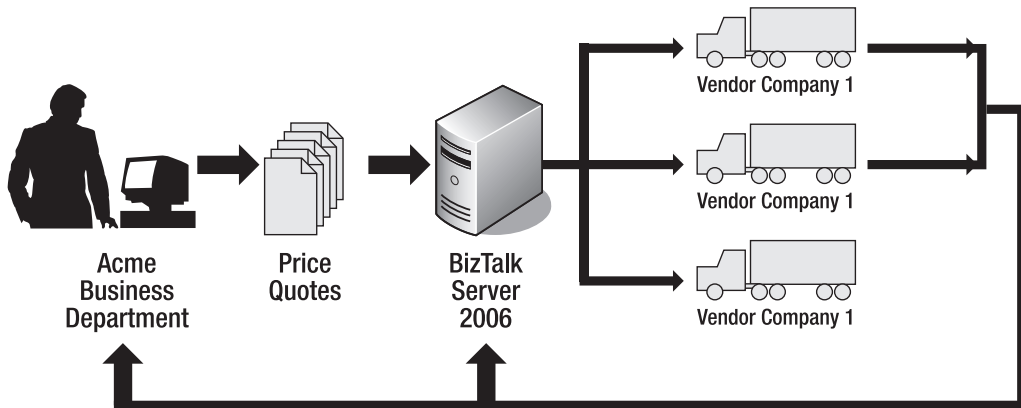 Vendor Company 1
Vendor Company 1
Vendor Company 1
Acme
Business
Department
Price
Quotes
BizTalk
Server
2006